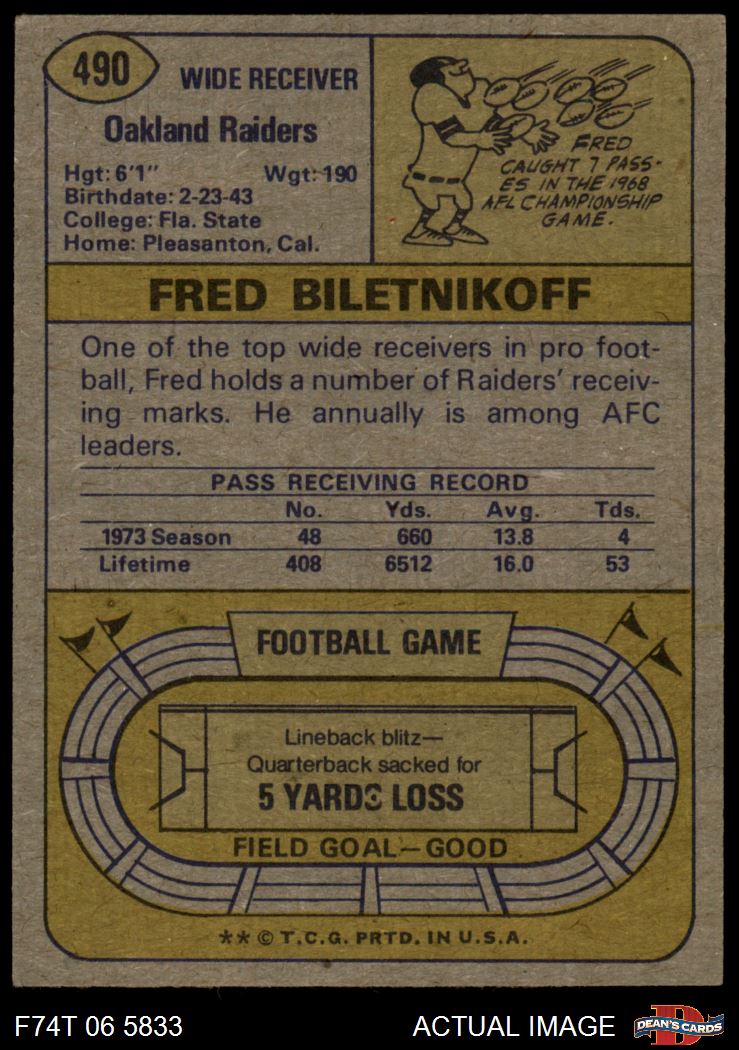 490
WIDE RECEIVER
Oakland Raiders
Hgt: 6'1" Wgt: 190
Birthdate: 2-23-43
College: Fla. State
Home: Pleasanton, Cal.
FRED
CAUGHT 7 PASS-
ES IN THE 1968
AFL CHAMPIONSHIP
GAME.
FRED BILETNIKOFF
One of the top wide receivers in pro foot-
ball, Fred holds a number of Raiders' receiv-
ing marks. He annually is among AFC
leaders.
PASS RECEIVING RECORD
No. Yds. Avg. Tds.
1973 Season 48 660 13.8 4
Lifetime 408 6512 16.0 53
FOOTBALL GAME
Lineback blitz—
Quarterback sacked for
5 YARDS LOSS
FIELD GOAL—GOOD
** © T.C.G. PRTD. IN U.S.A.
F74T 06 5833 ACTUAL IMAGE
D
DEAN'S CARDS